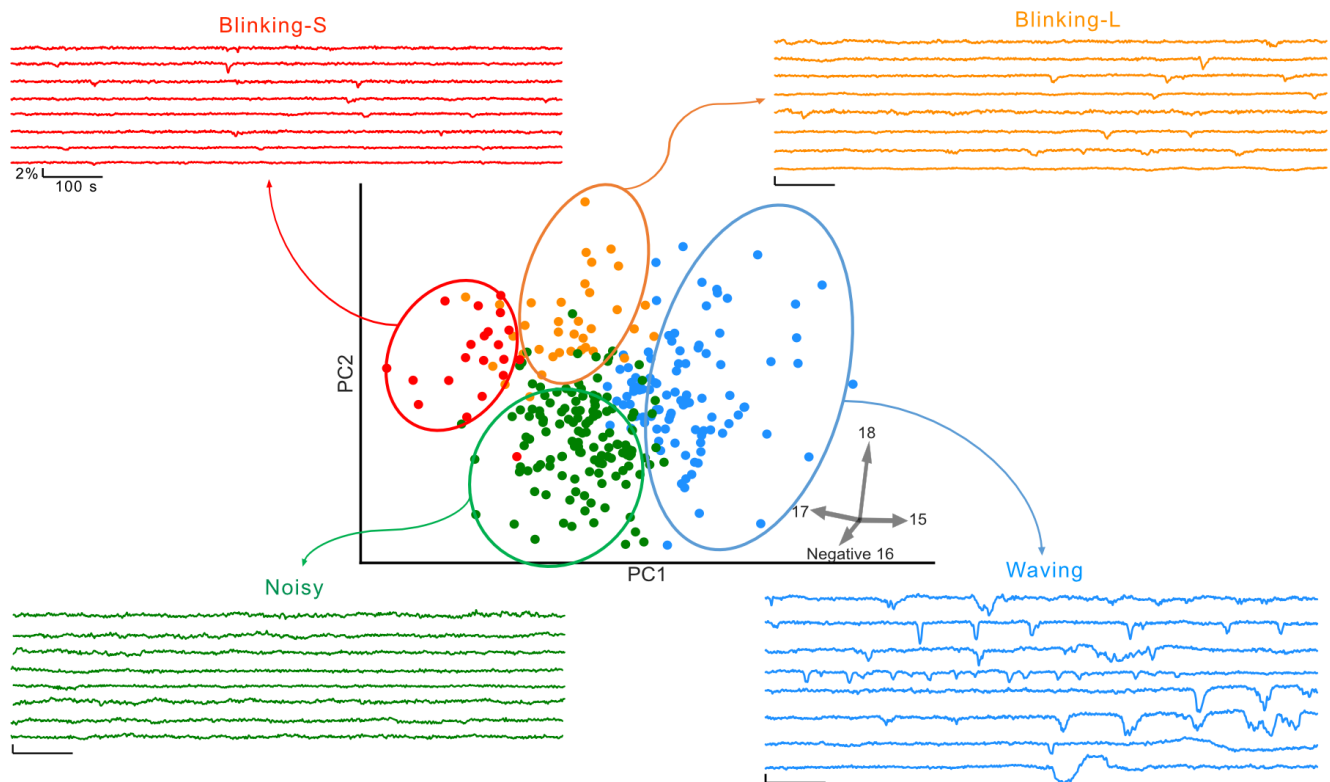 Blinking-S
Blinking-L
2%
100 s
PC2
18
17
15
Negative 16
PC1
Noisy
Waving